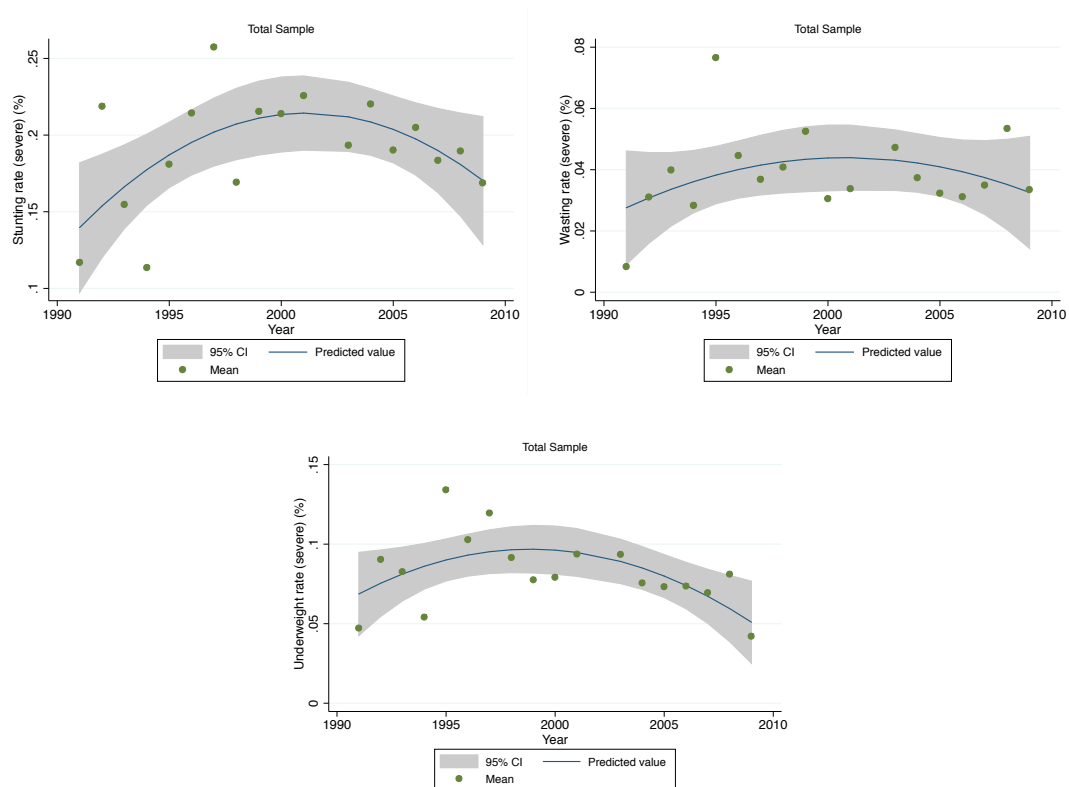 Total Sample
Stunting rate (severe) (%)
.25
.2
.15
.1
1990 1995 2000 2005 2010
Year
95% CI Predicted value
Mean
Total Sample
Wasting rate (severe) (%)
.08
.06
.04
.02
0
1990 1995 2000 2005 2010
Year
95% CI Predicted value
Mean
Total Sample
Underweight rate (severe) (%)
.15
.1
.05
0
1990 1995 2000 2005 2010
Year
95% CI Predicted value
Mean